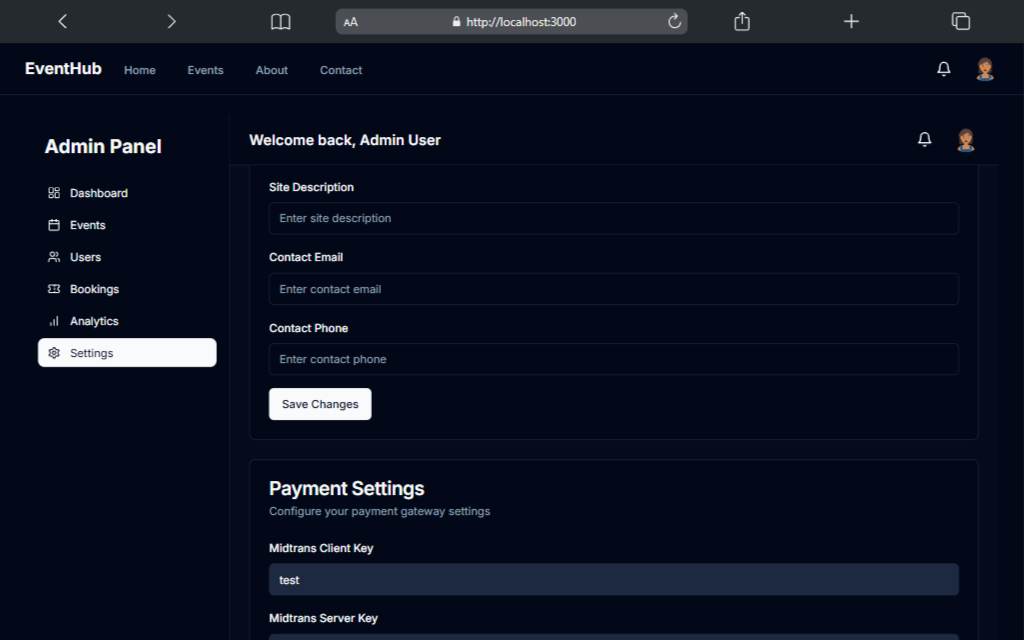 AA http://localhost:3000
EventHub Home Events About Contact
Admin Panel
Dashboard
Events
Users
Bookings
Analytics
Settings
Welcome back, Admin User
Site Description
Enter site description
Contact Email
Enter contact email
Contact Phone
Enter contact phone
Save Changes
Payment Settings
Configure your payment gateway settings
Midtrans Client Key
test
Midtrans Server Key